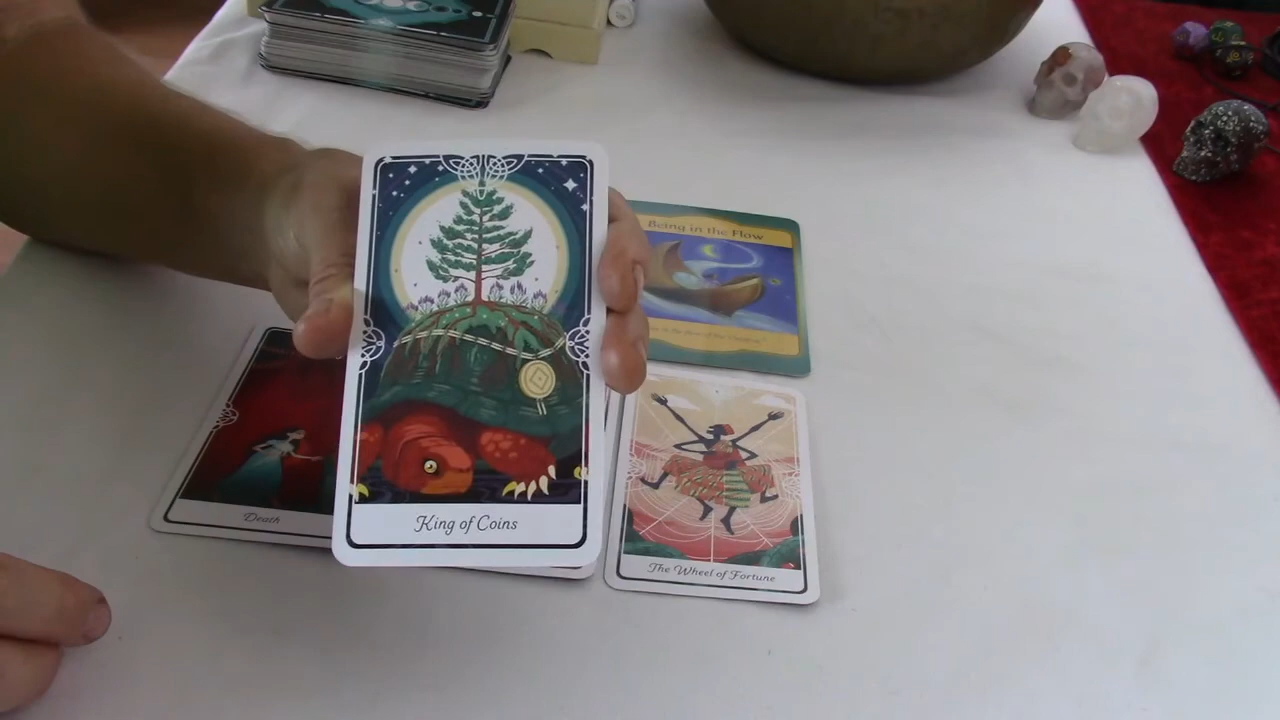 Being in the Flow
King of Coins
Death
The Wheel of Fortune